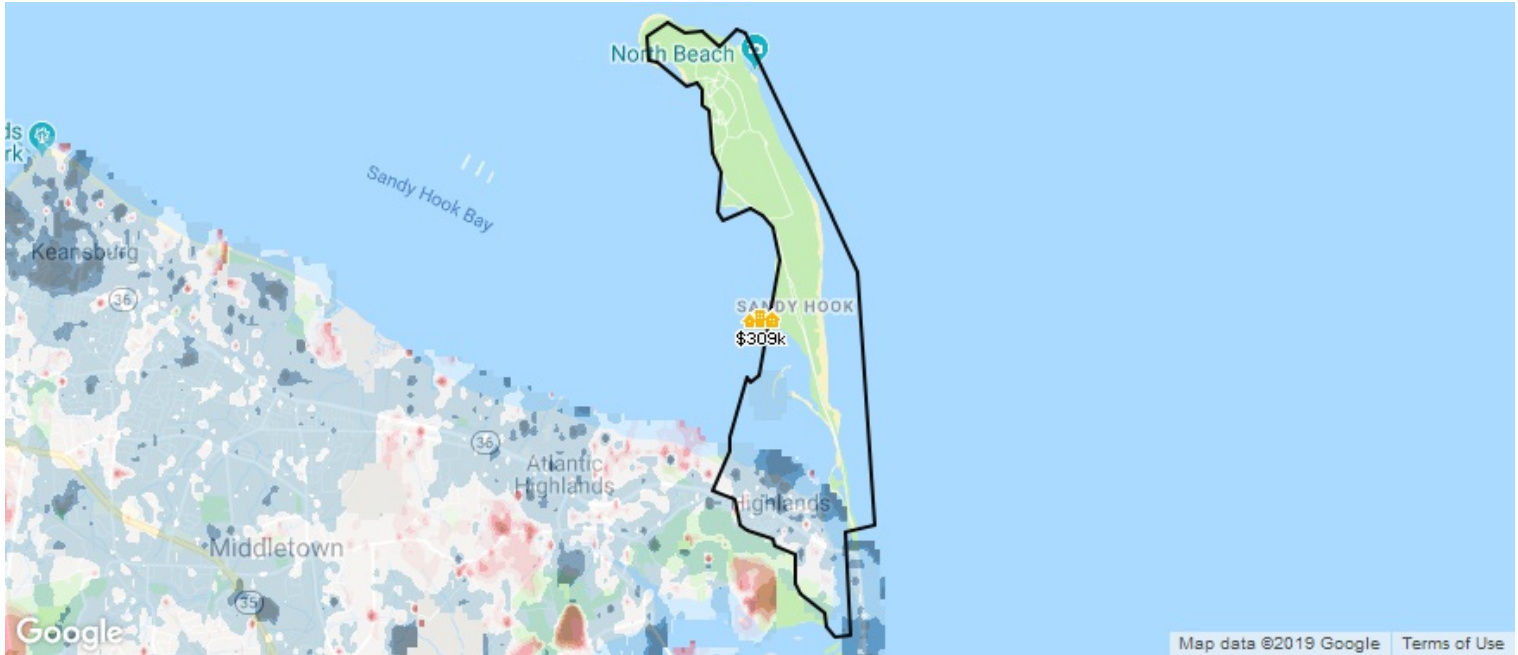 North Beach
ds
rk
Sandy Hook Bay
Keansburg
36
SANDY HOOK
$309k
36
Atlantic
Highlands
Highlands
Middletown
35
Google
Map data ©2019 Google
Terms of Use